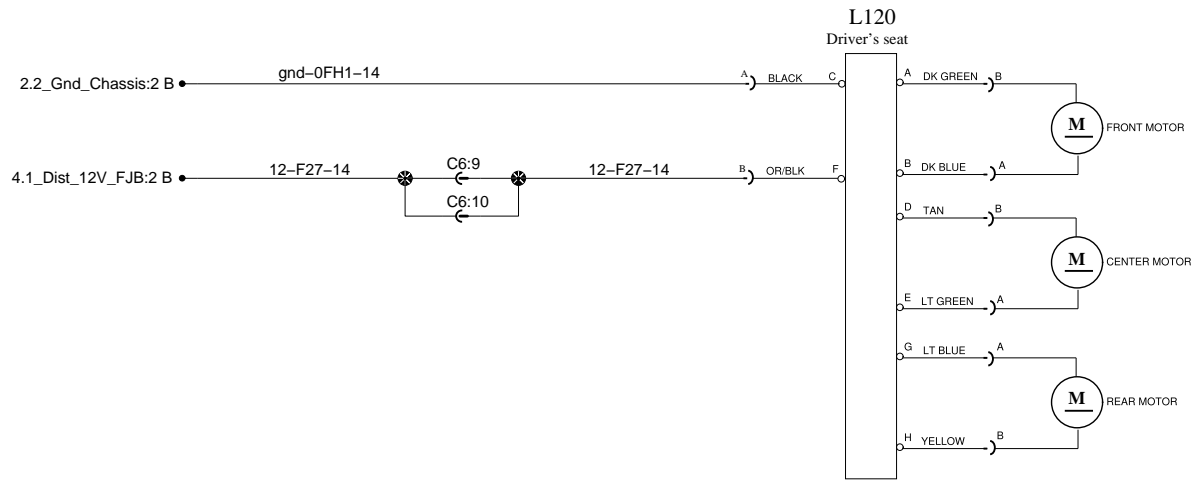 L120
Driver's seat
gnd-0FH1-14
2.2_Gnd_Chassis:2 B
A
BLACK
C
A
DK GREEN
B
M
FRONT MOTOR
B
DK BLUE
A
4.1_Dist_12V_FJB:2 B
12-F27-14
C6:9
12-F27-14
B
OR/BLK
F
C6:10
D
TAN
B
M
CENTER MOTOR
E
LT GREEN
A
G
LT BLUE
A
M
REAR MOTOR
H
YELLOW
B